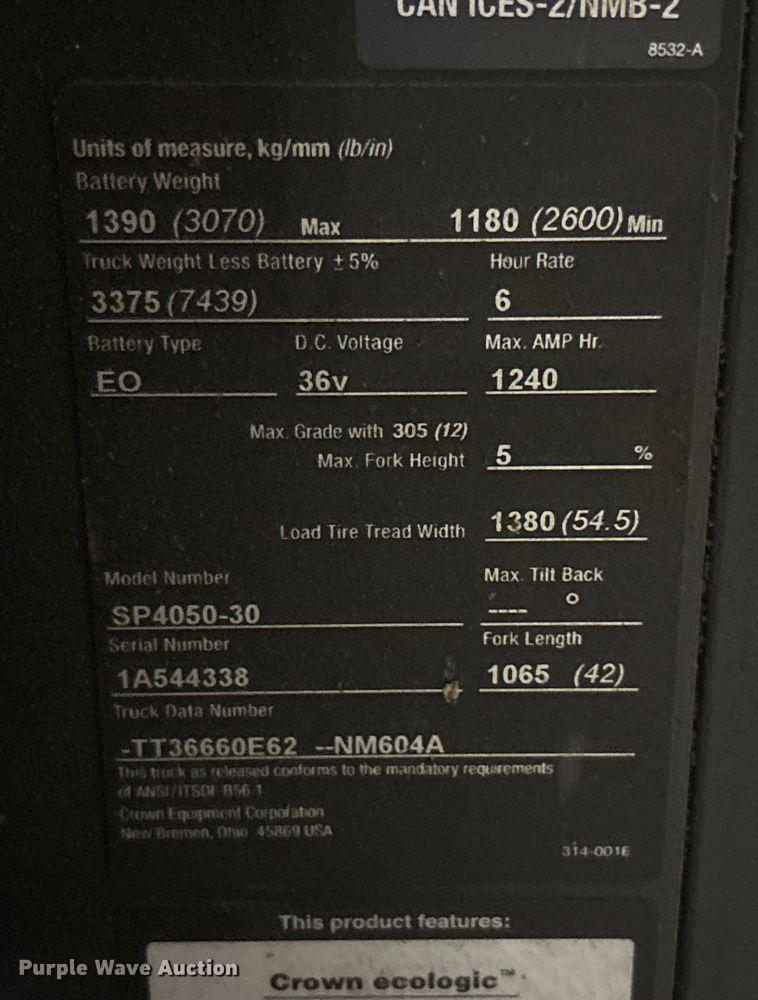 CAN ICES-2/NMB-2
8532-A
Units of measure, kg/mm (lb/in)
Battery Weight
1390 (3070) Max 1180 (2600) Min
Truck Weight Less Battery ± 5% Hour Rate
3375 (7439) 6
Battery Type D.C. Voltage Max. AMP Hr.
EO 36v 1240
Max. Grade with 305 (12)
Max. Fork Height 5 %
Load Tire Tread Width 1380 (54.5)
Model Number Max. Tilt Back
SP4050-30 ---- °
Serial Number Fork Length
1A544338 1065 (42)
Truck Data Number
-TT36660E62 --NM604A
This truck as released conforms to the mandatory requirements
of ANSI/ITSDF B56.1
Crown Equipment Corporation
New Bremen, Ohio 45869 USA
314-001E
This product features:
Crown ecologic™
Purple Wave Auction